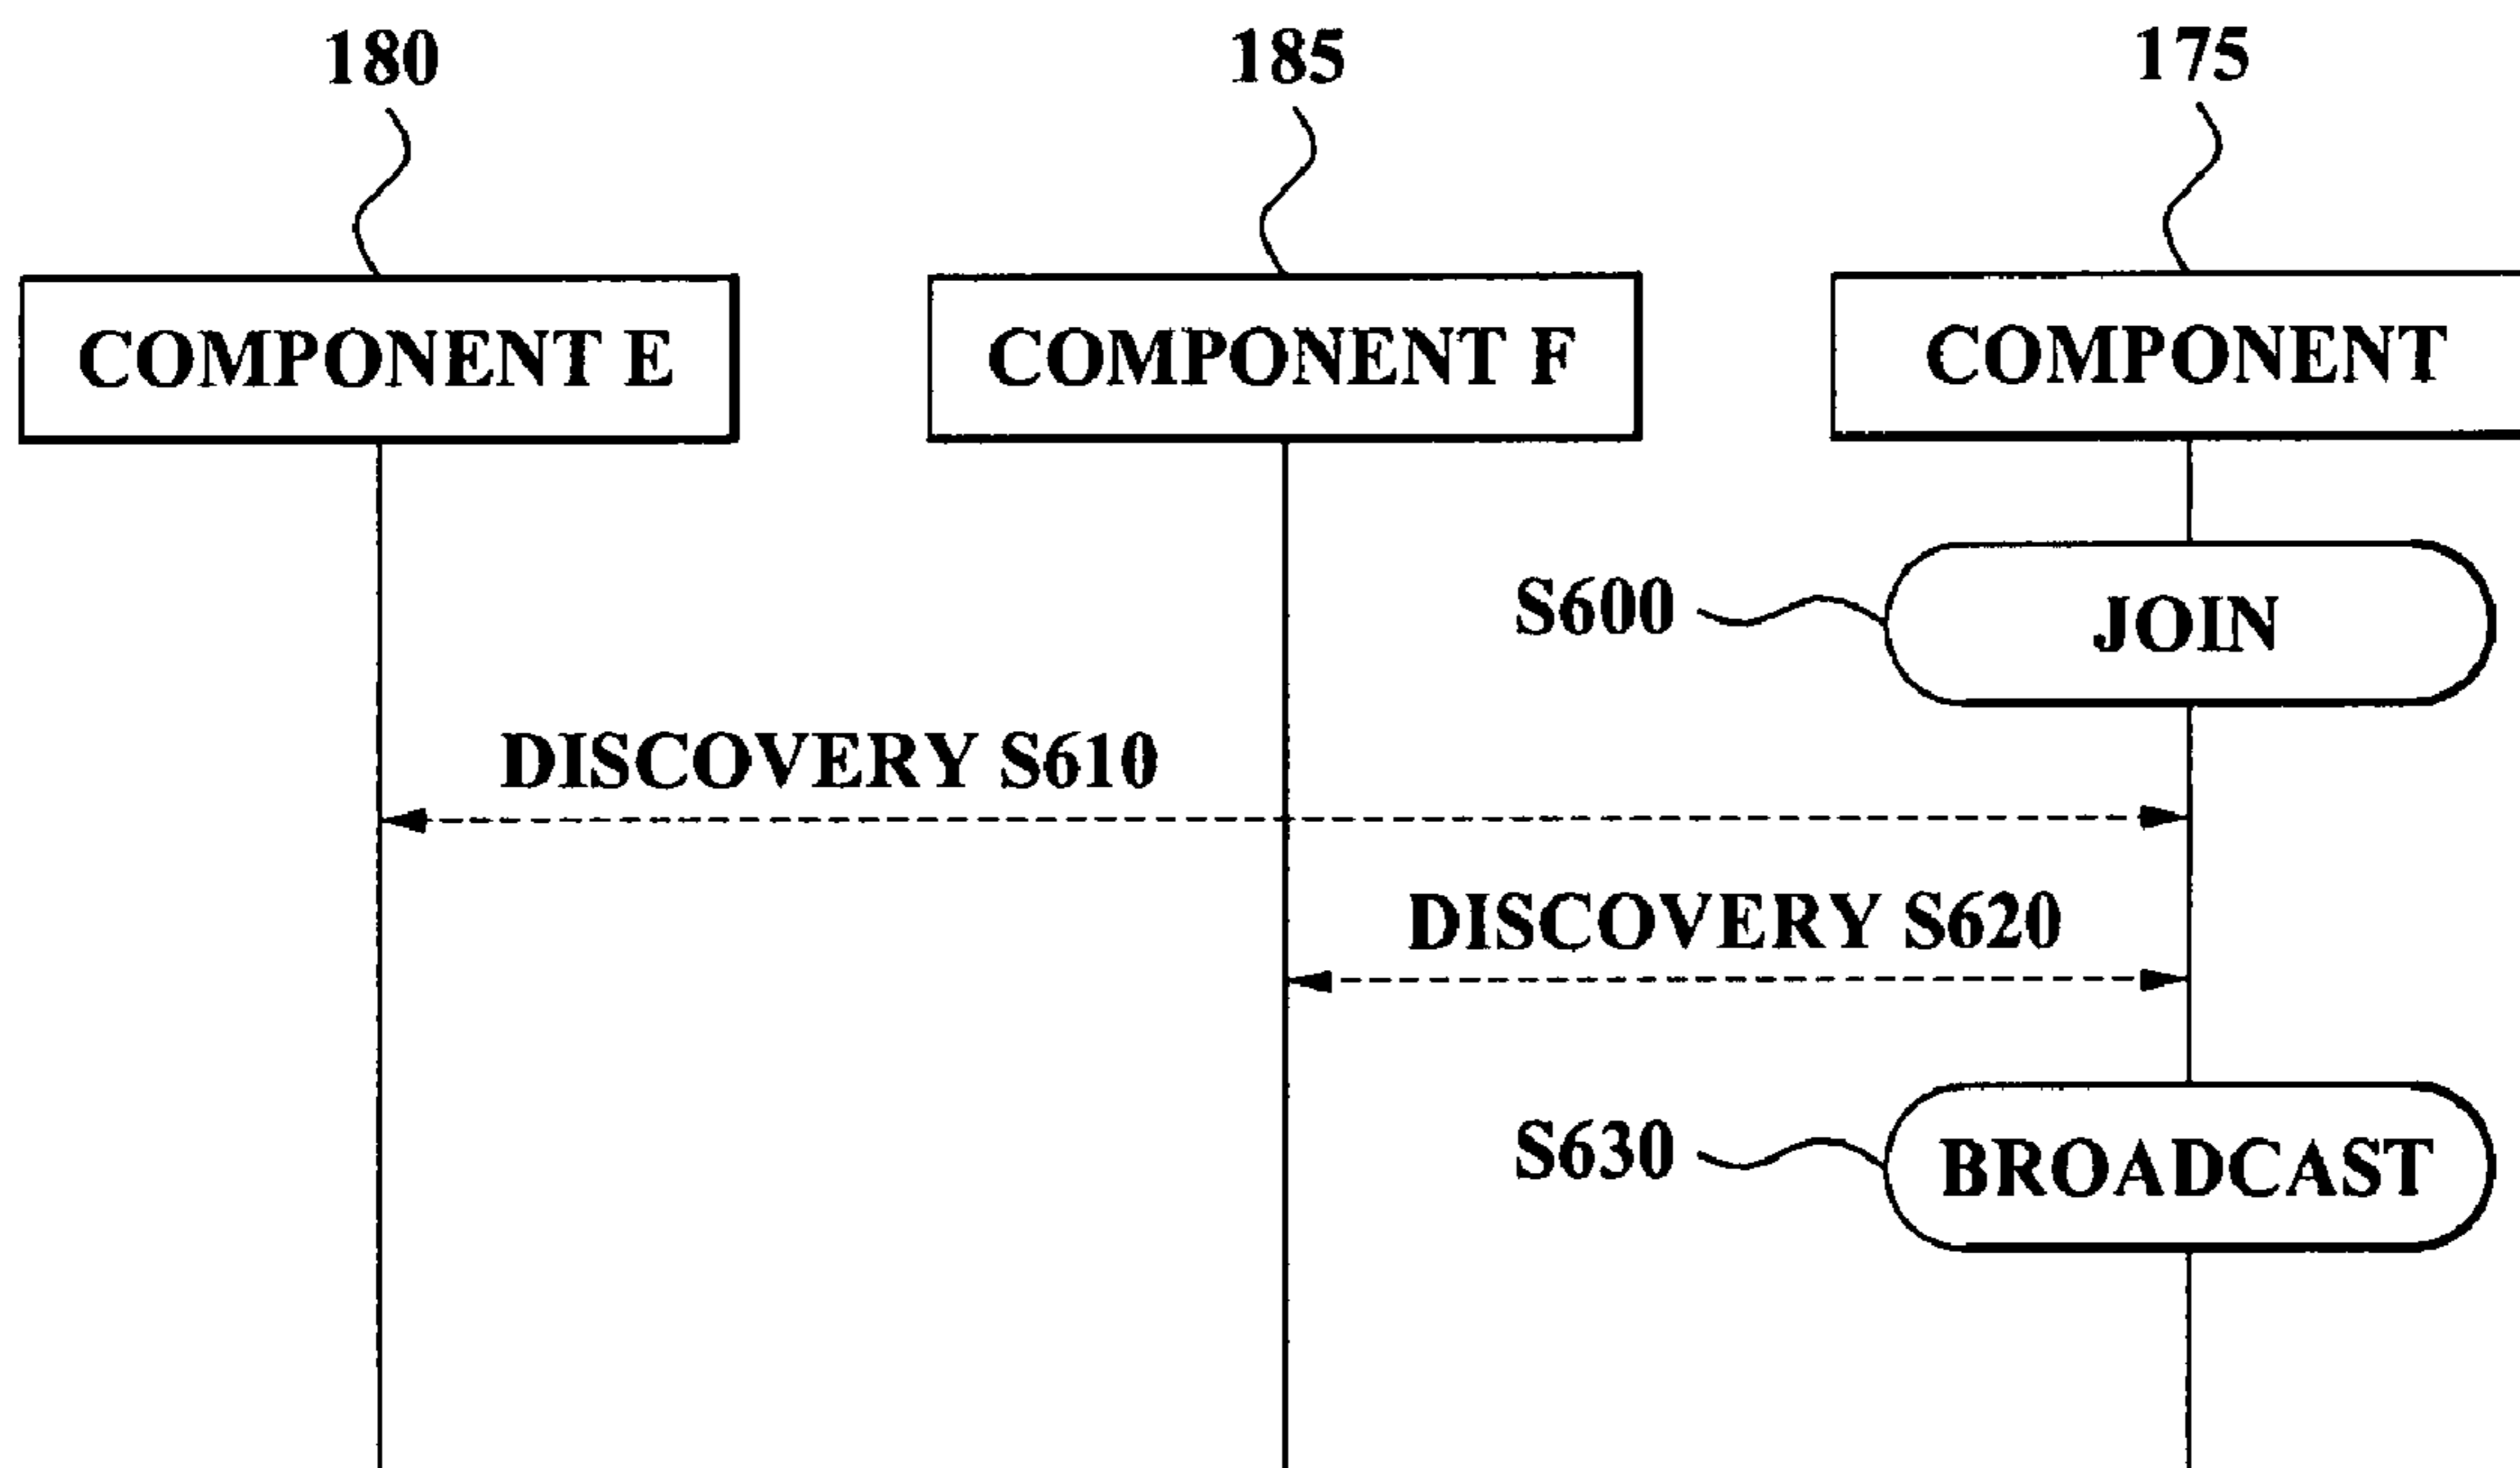 180
185
175
COMPONENT E
COMPONENT F
COMPONENT
S600
JOIN
DISCOVERY S610
DISCOVERY S620
S630
BROADCAST